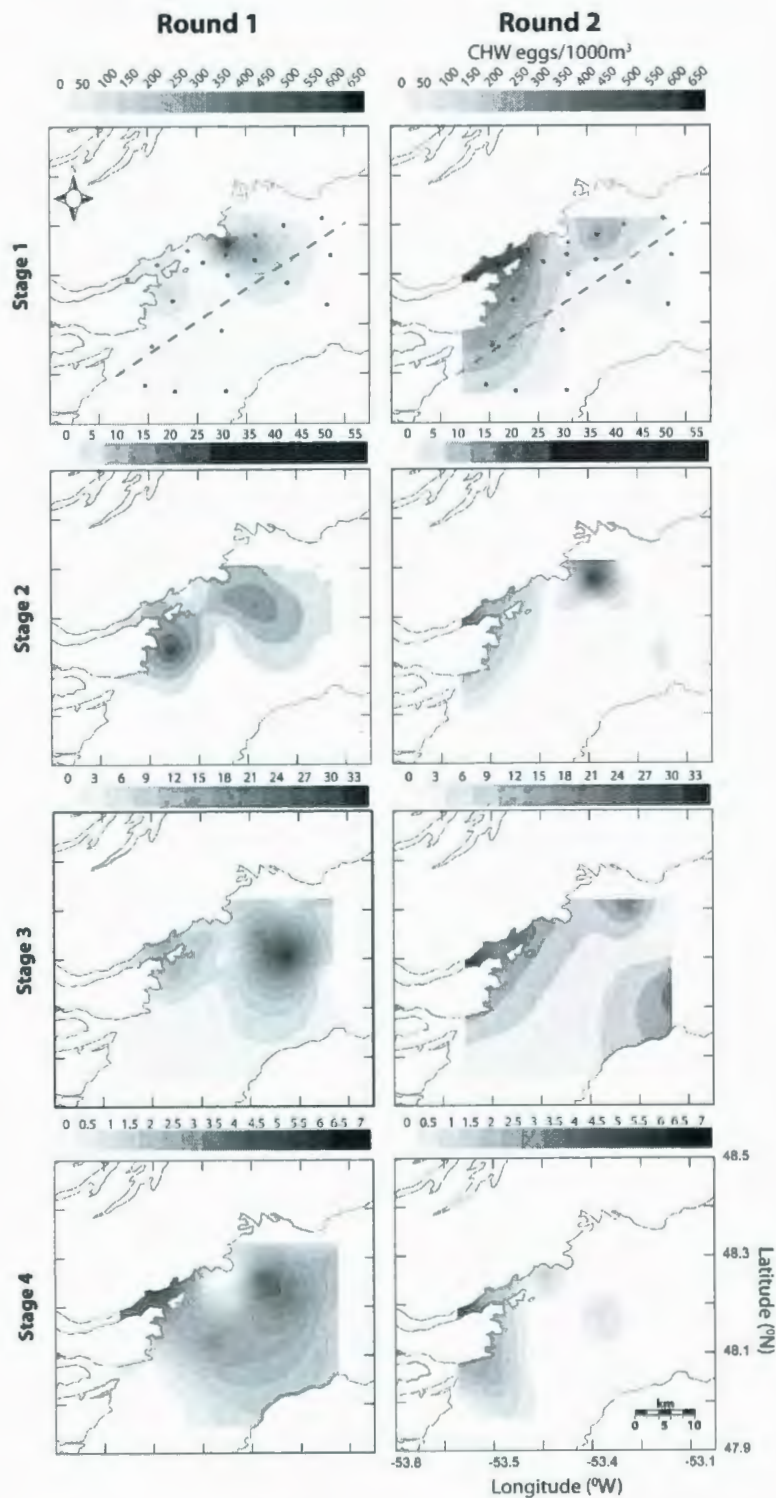 Round 1
Round 2
CHW eggs/1000m³
0 50 100 150 200 250 300 350 400 450 500 550 600 650
0 50 100 150 200 250 300 350 400 450 500 550 600 650
Stage 1
0 5 10 15 20 25 30 35 40 45 50 55
0 5 10 15 20 25 30 35 40 45 50 55
Stage 2
0 3 6 9 12 15 18 21 24 27 30 33
0 3 6 9 12 15 18 21 24 27 30 33
Stage 3
0 0.5 1 1.5 2 2.5 3 3.5 4 4.5 5 5.5 6 6.5 7
0 0.5 1 1.5 2 2.5 3 3.5 4 4.5 5 5.5 6 6.5 7
Stage 4
48.5
48.3
48.1
47.9
Latitude (⁰N)
km
0 5 10
-53.8 -53.5 -53.4 -53.1
Longitude (⁰W)